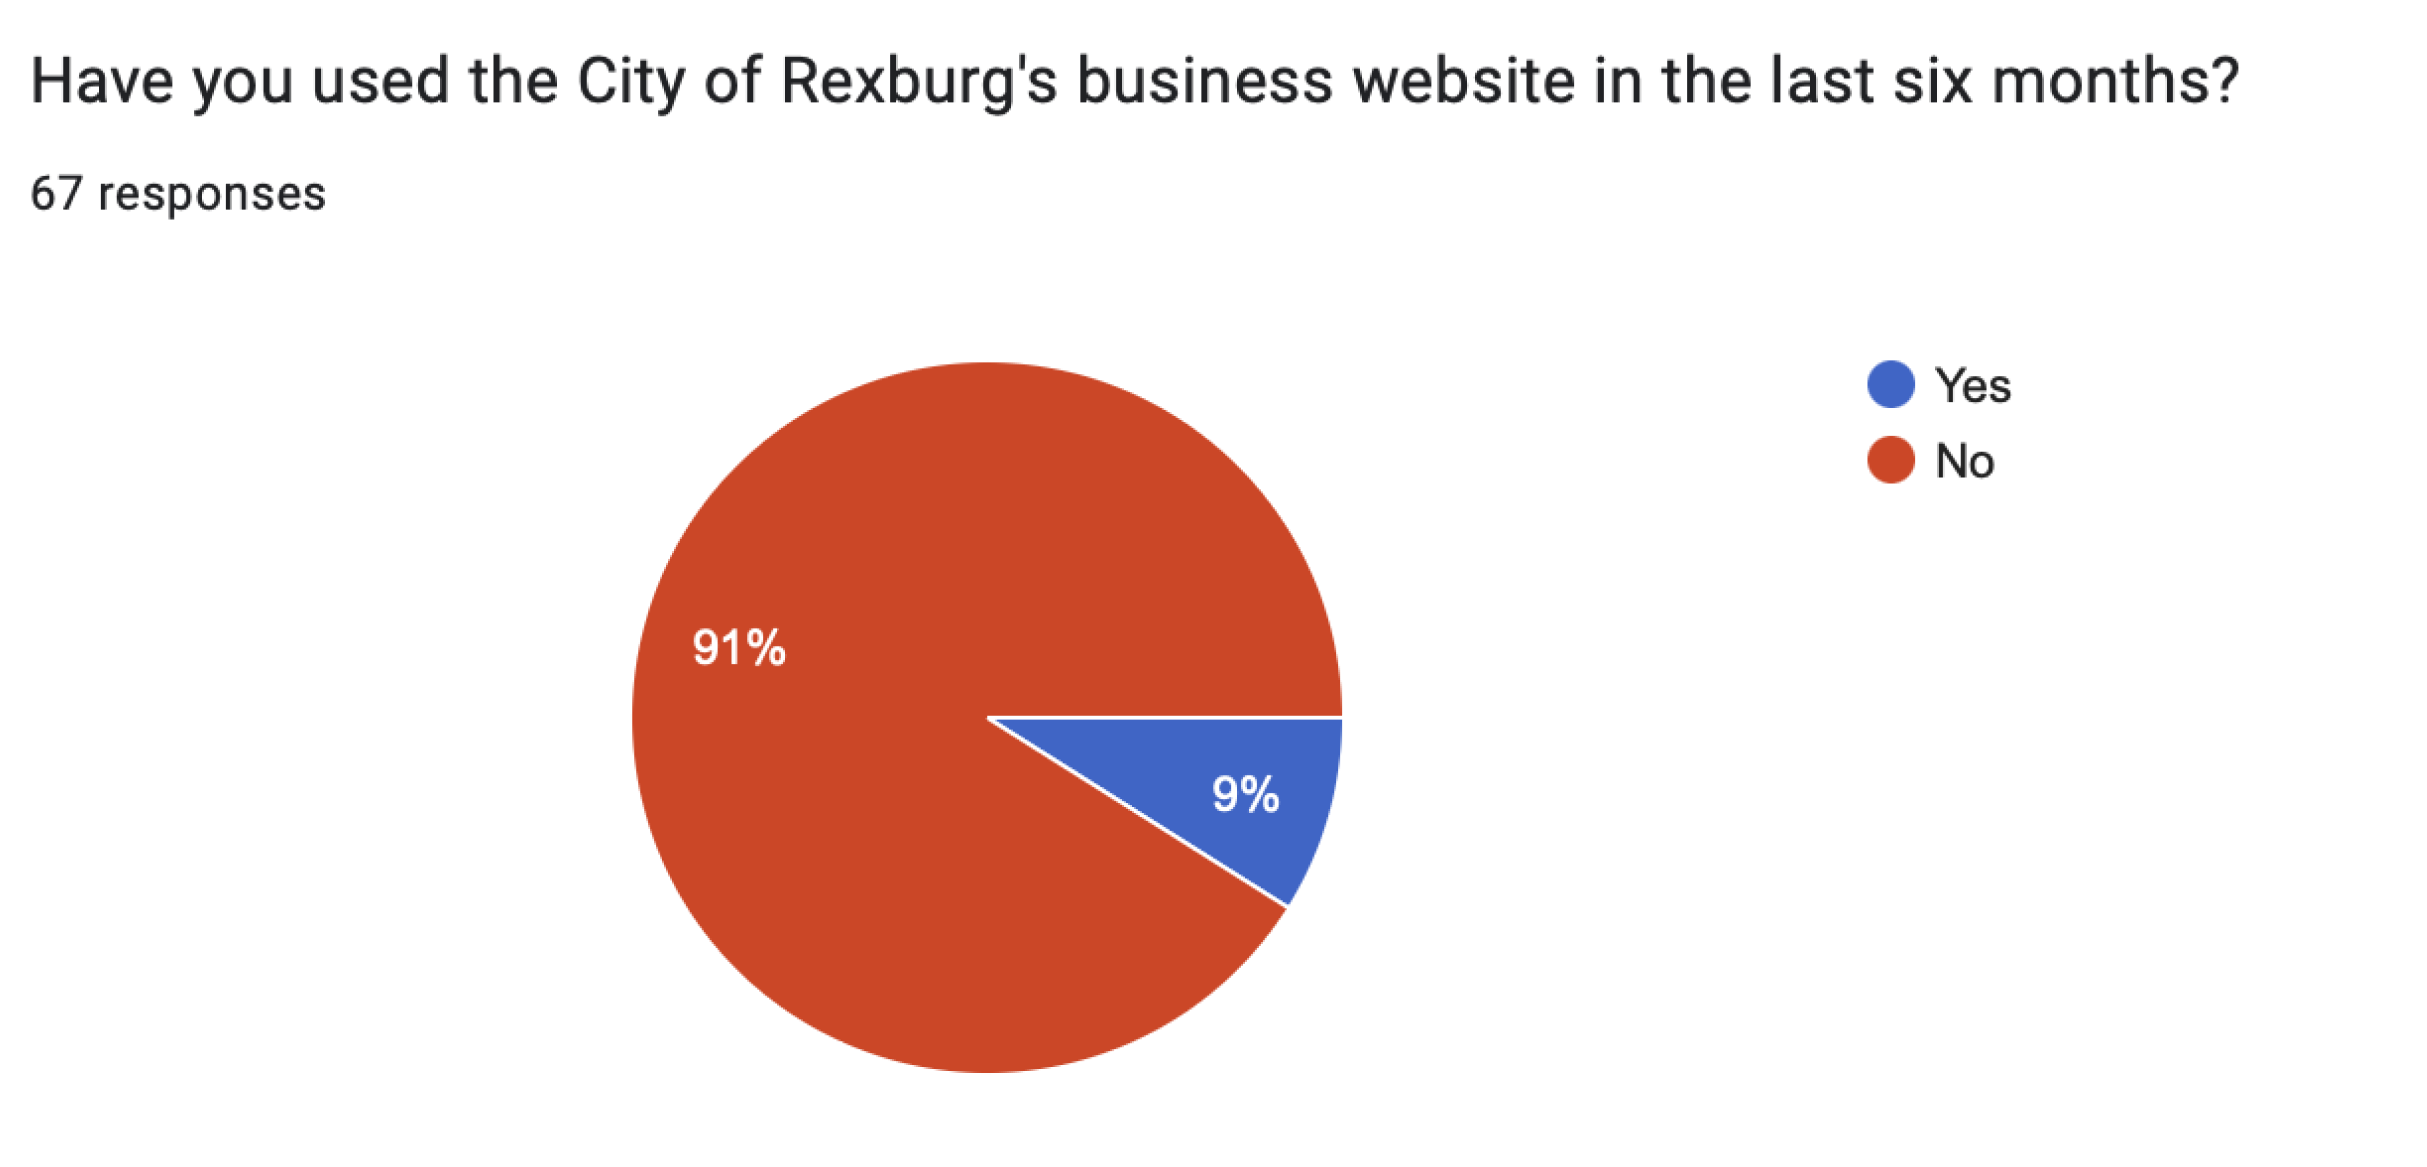 Have you used the City of Rexburg's business website in the last six months?
67 responses
Yes
No
91%
9%